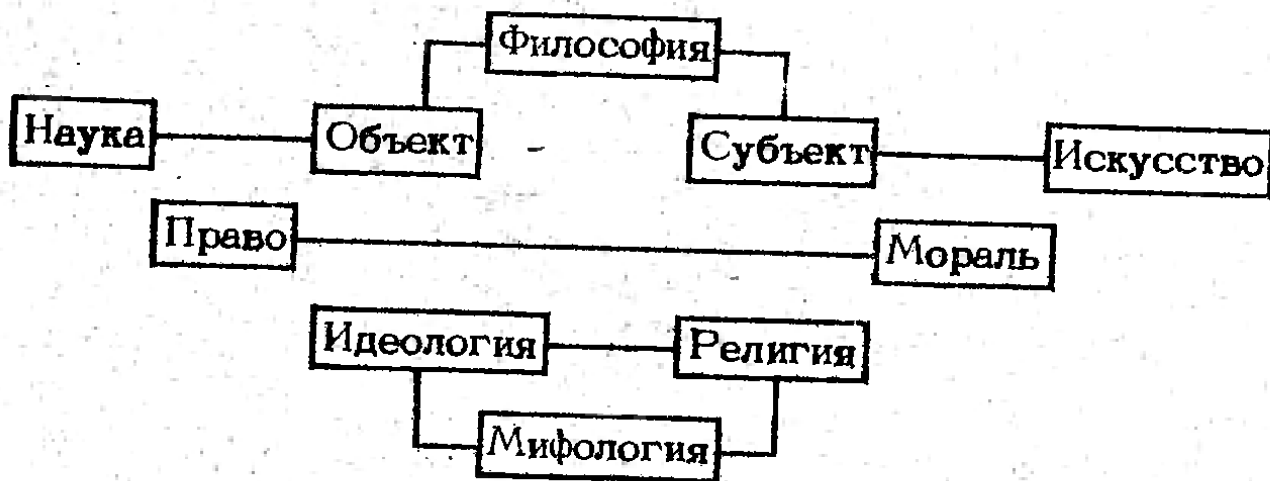 Философия
Наука Объект - Субъект Искусство
Право Мораль
Идеология Религия
Мифология